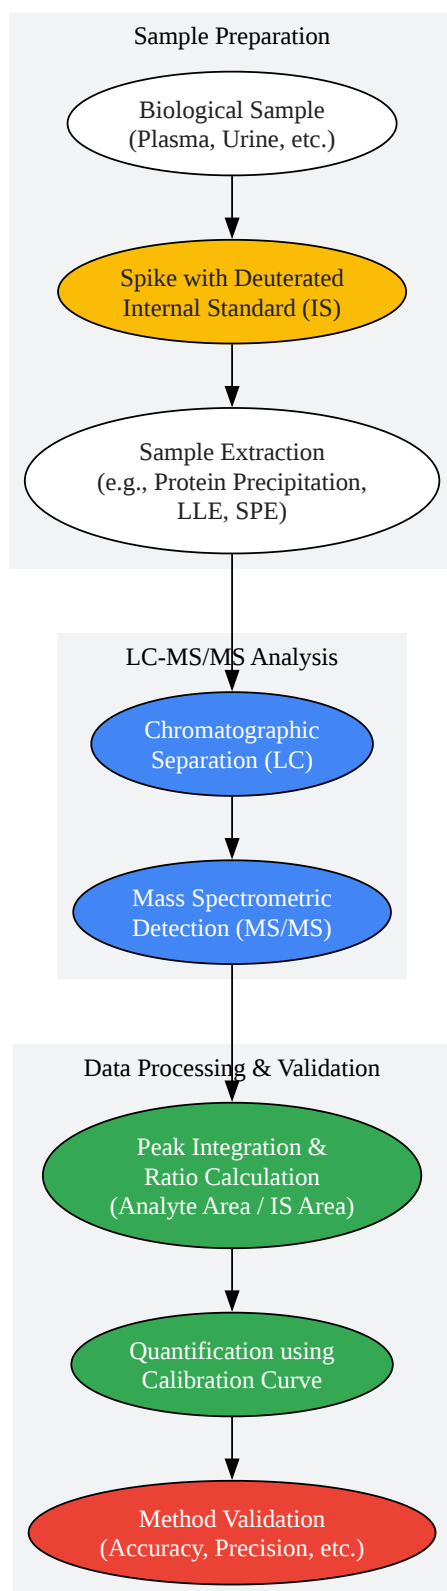 Sample Preparation
Biological Sample
(Plasma, Urine, etc.)
Spike with Deuterated
Internal Standard (IS)
Sample Extraction
(e.g., Protein Precipitation,
LLE, SPE)
LC-MS/MS Analysis
Chromatographic
Separation (LC)
Mass Spectrometric
Detection (MS/MS)
Data Processing & Validation
Peak Integration &
Ratio Calculation
(Analyte Area / IS Area)
Quantification using
Calibration Curve
Method Validation
(Accuracy, Precision, etc.)